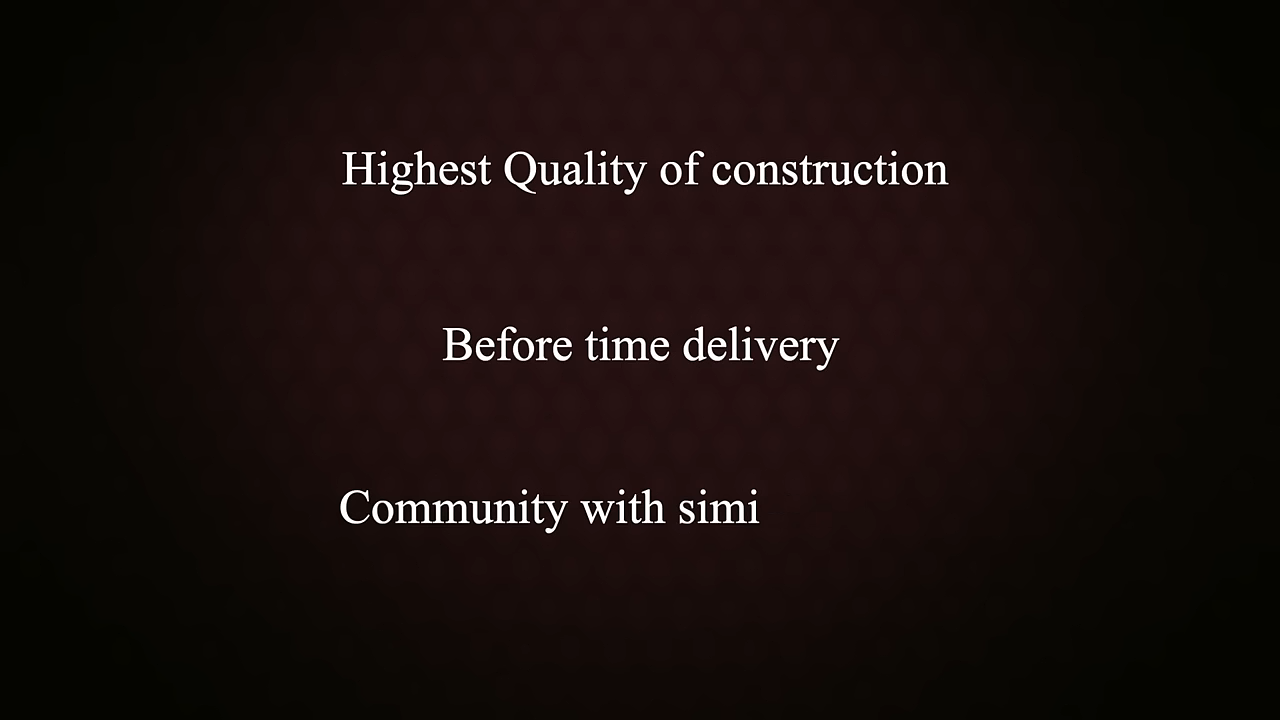 Highest Quality of construction
Before time delivery
Community with simi